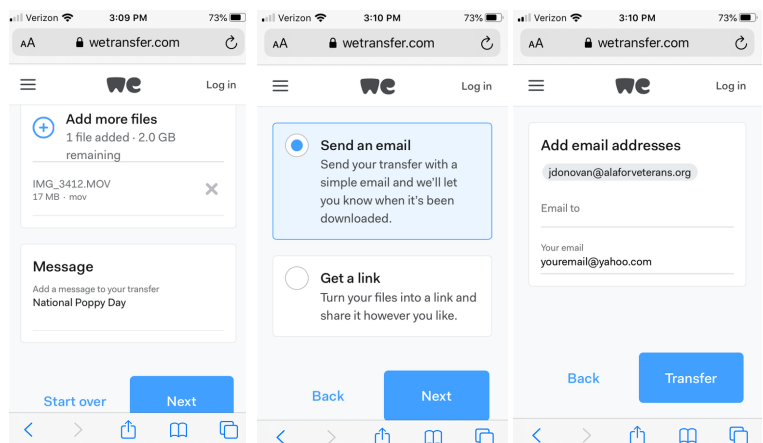 Verizon 3:09 PM 73%
AA wetransfer.com
we Log in
Add more files
1 file added · 2.0 GB
remaining
IMG_3412.MOV
17 MB · mov
Message
Add a message to your transfer
National Poppy Day
Start over Next
Verizon 3:10 PM 73%
AA wetransfer.com
we Log in
Send an email
Send your transfer with a
simple email and we'll let
you know when it's been
downloaded.
Get a link
Turn your files into a link and
share it however you like.
Back Next
Verizon 3:10 PM 73%
AA wetransfer.com
we Log in
Add email addresses
jdonovan@alaforveterans.org
Email to
Your email
youremail@yahoo.com
Back Transfer